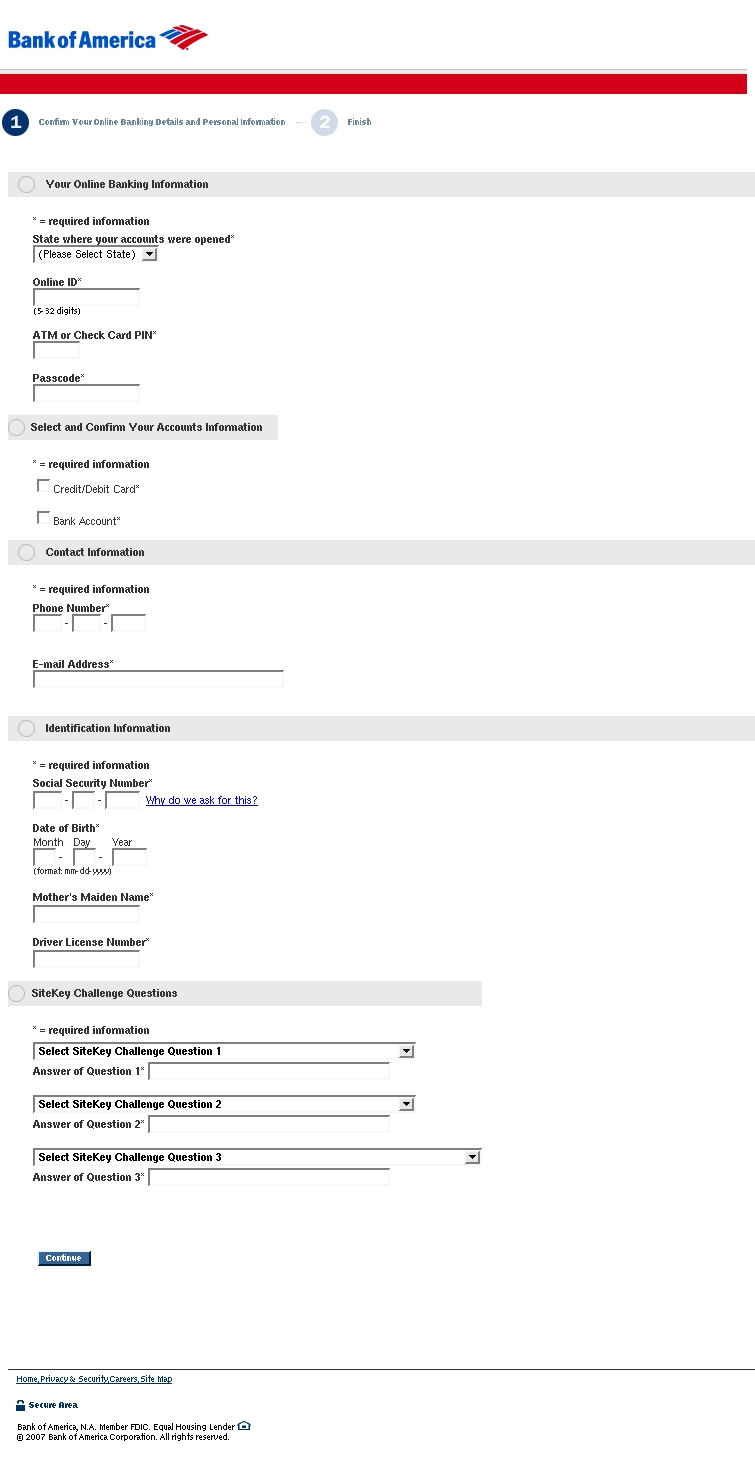 Bank of America
1 Confirm Your Online Banking Details and Personal Information ···· 2 Finish
Your Online Banking Information
* = required information
State where your accounts were opened*
(Please Select State)
Online ID*
(5-32 digits)
ATM or Check Card PIN*
Passcode*
Select and Confirm Your Accounts Information
* = required information
Credit/Debit Card*
Bank Account*
Contact Information
* = required information
Phone Number*
- -
E-mail Address*
Identification Information
* = required information
Social Security Number*
- - Why do we ask for this?
Date of Birth*
Month Day Year
- -
(format: mm-dd-yyyy)
Mother's Maiden Name*
Driver License Number*
SiteKey Challenge Questions
* = required information
Select SiteKey Challenge Question 1
Answer of Question 1*
Select SiteKey Challenge Question 2
Answer of Question 2*
Select SiteKey Challenge Question 3
Answer of Question 3*
Continue
Home,Privacy & Security,Careers,Site Map
Secure Area
Bank of America, N.A. Member FDIC. Equal Housing Lender
© 2007 Bank of America Corporation. All rights reserved.